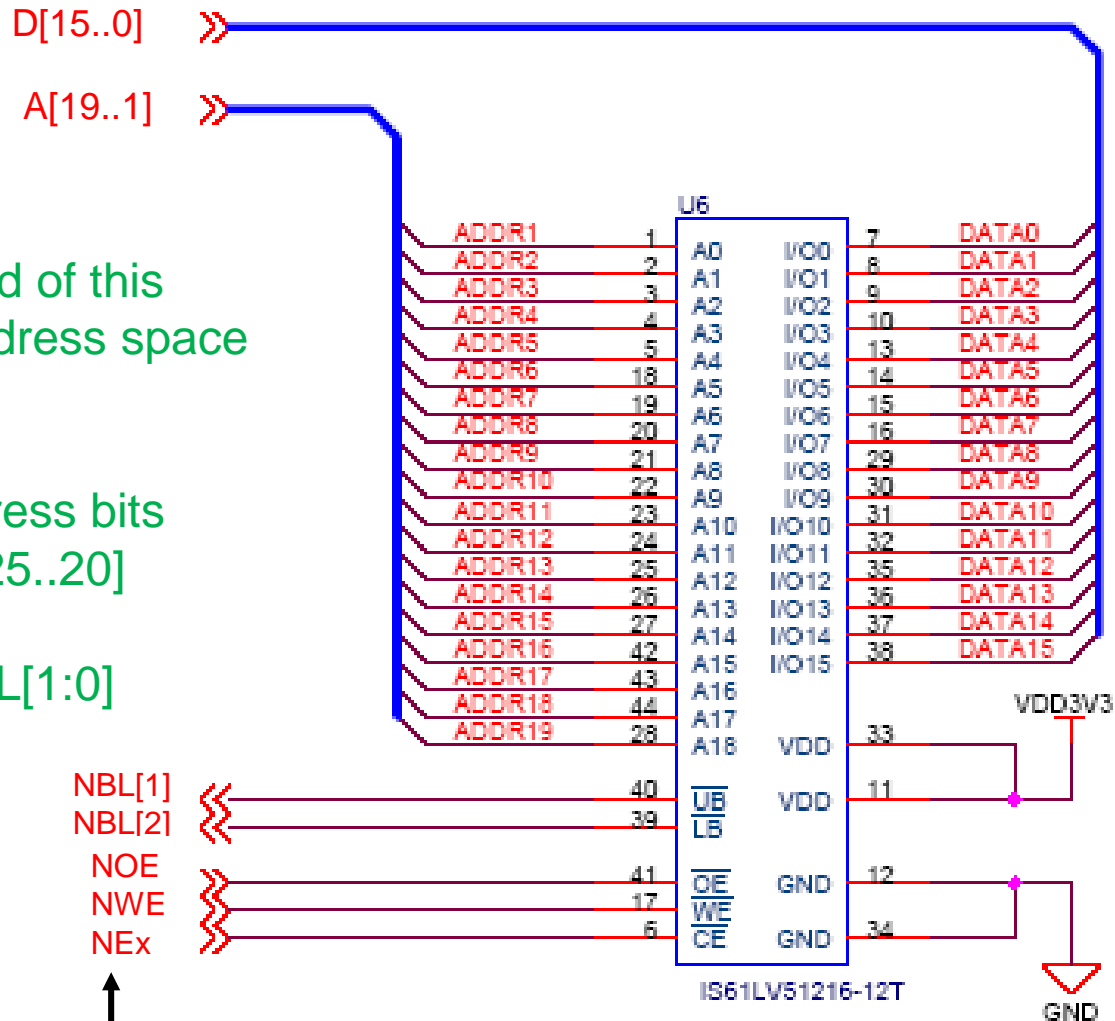 D[15..0]
A[19..1]
d of this
dress space
ress bits
25..20]
L[1:0]
U6
ADDR1 1 A0 I/O0 7 DATA0
ADDR2 2 A1 I/O1 8 DATA1
ADDR3 3 A2 I/O2 9 DATA2
ADDR4 4 A3 I/O3 10 DATA3
ADDR5 5 A4 I/O4 13 DATA4
ADDR6 18 A5 I/O5 14 DATA5
ADDR7 19 A6 I/O6 15 DATA6
ADDR8 20 A7 I/O7 16 DATA7
ADDR9 21 A8 I/O8 29 DATA8
ADDR10 22 A9 I/O9 30 DATA9
ADDR11 23 A10 I/O10 31 DATA10
ADDR12 24 A11 I/O11 32 DATA11
ADDR13 25 A12 I/O12 35 DATA12
ADDR14 26 A13 I/O13 36 DATA13
ADDR15 27 A14 I/O14 37 DATA14
ADDR16 42 A15 I/O15 38 DATA15
ADDR17 43 A16
ADDR18 44 A17
ADDR19 28 A18 VDD 33
VDD3V3
NBL[1] 40 UB VDD 11
NBL[2] 39 LB
NOE 41 OE GND 12
NWE 17 WE
NEx 6 CE GND 34
IS61LV51216-12T
GND